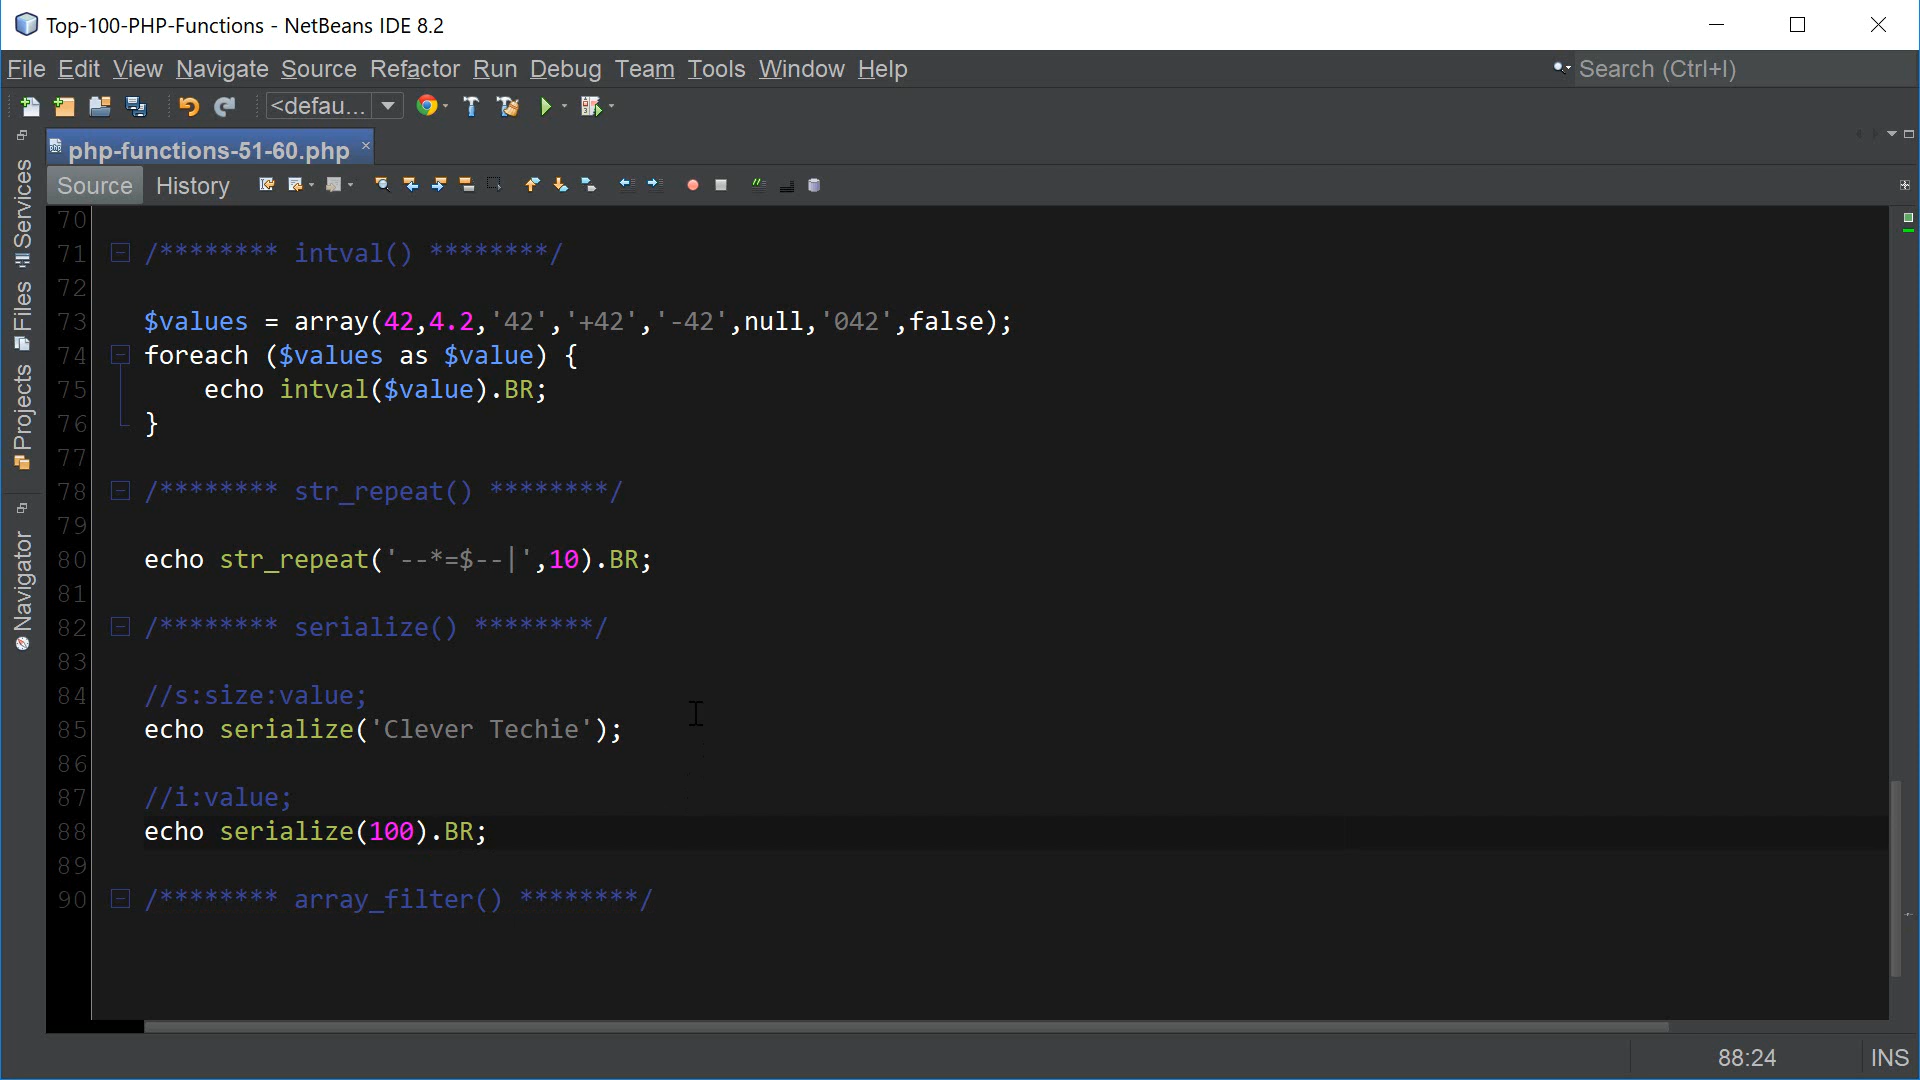 Top-100-PHP-Functions - NetBeans IDE 8.2
File Edit View Navigate Source Refactor Run Debug Team Tools Window Help
Search (Ctrl+I)
<defau...
php-functions-51-60.php
Source History
Services
Files
Projects
Navigator
70
71 /******** intval() ********/
72
73 $values = array(42,4.2,'42','+42','-42',null,'042',false);
74 foreach ($values as $value) {
75 echo intval($value).BR;
76 }
77
78 /******** str_repeat() ********/
79
80 echo str_repeat('--*=$--|',10).BR;
81
82 /******** serialize() ********/
83
84 //s:size:value;
85 echo serialize('Clever Techie');
86
87 //i:value;
88 echo serialize(100).BR;
89
90 /******** array_filter() ********/
88:24 INS